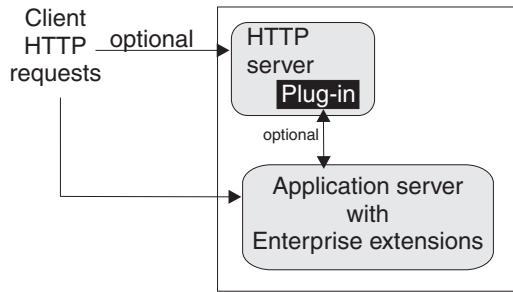 Client
HTTP
requests
optional
HTTP
server
Plug-in
optional
Application server
with
Enterprise extensions